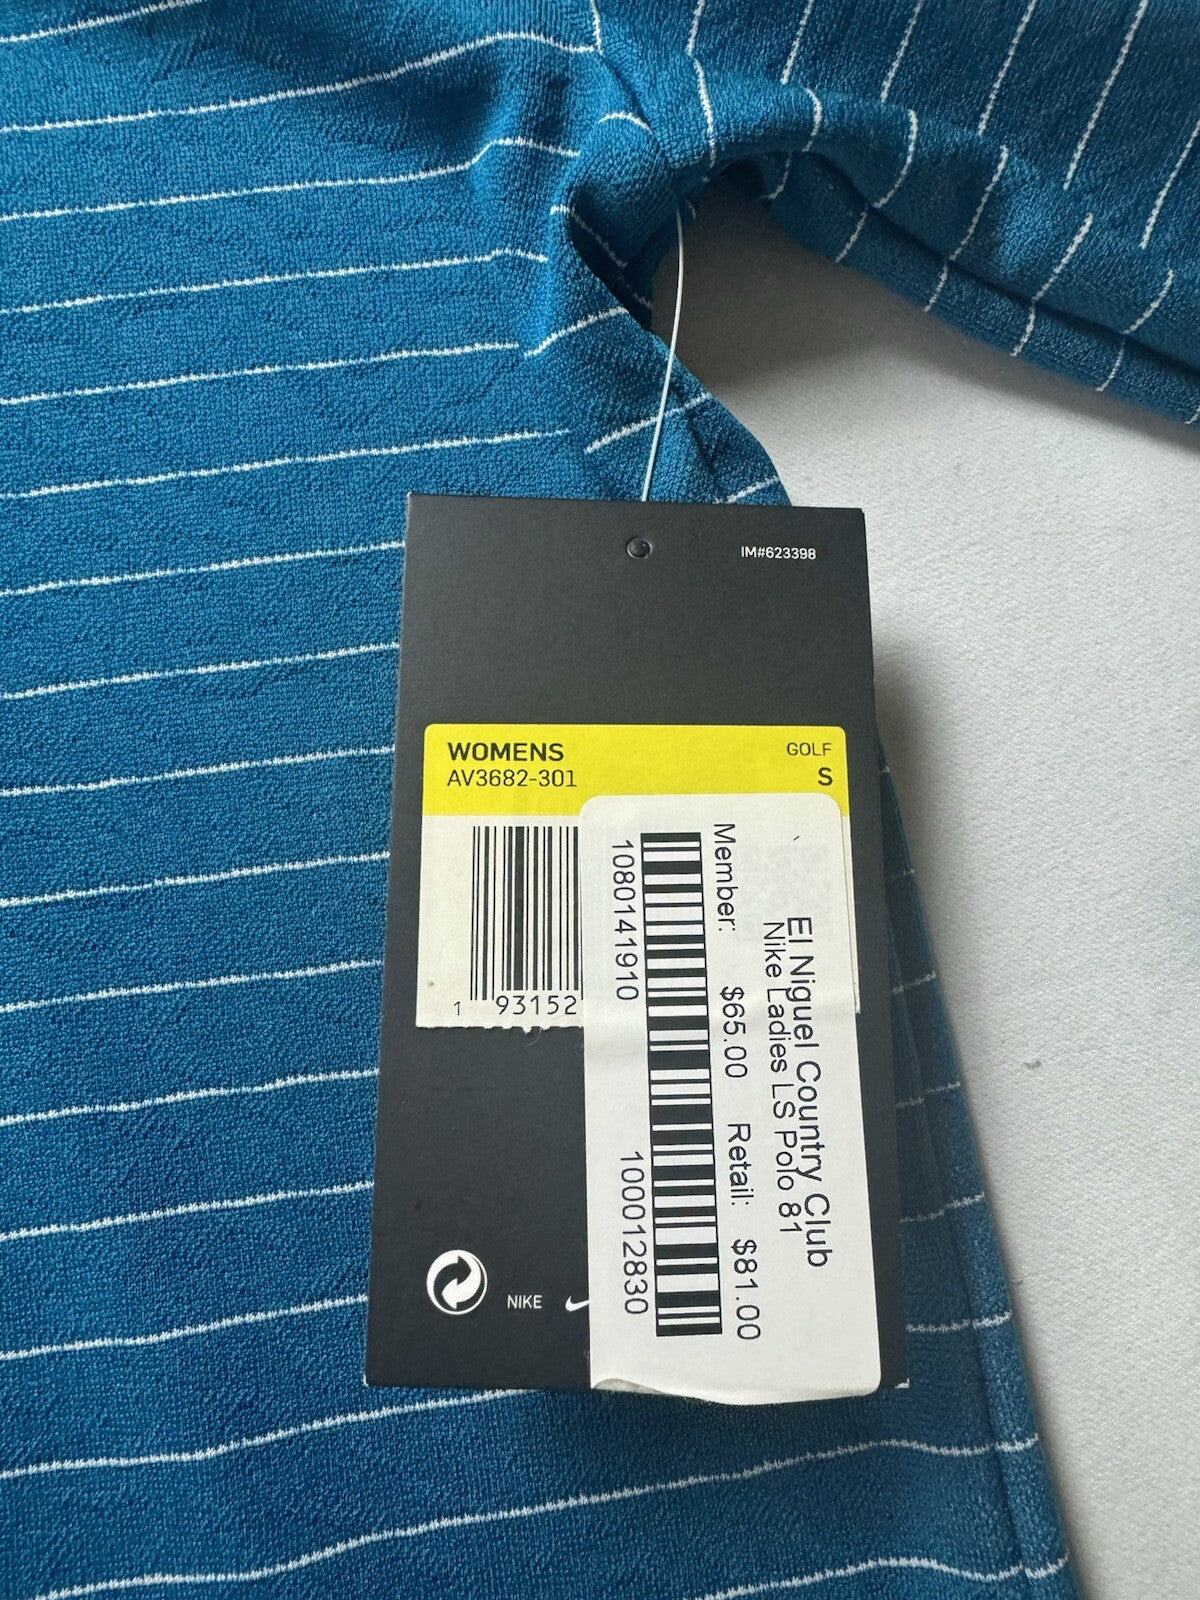 IM#623398
WOMENS
GOLF
AV3682-301
S
1 93152
El Niguel Country Club
Nike Ladies LS Polo 81
Member: $65.00 Retail: $81.00
1080141910 100012830
NIKE